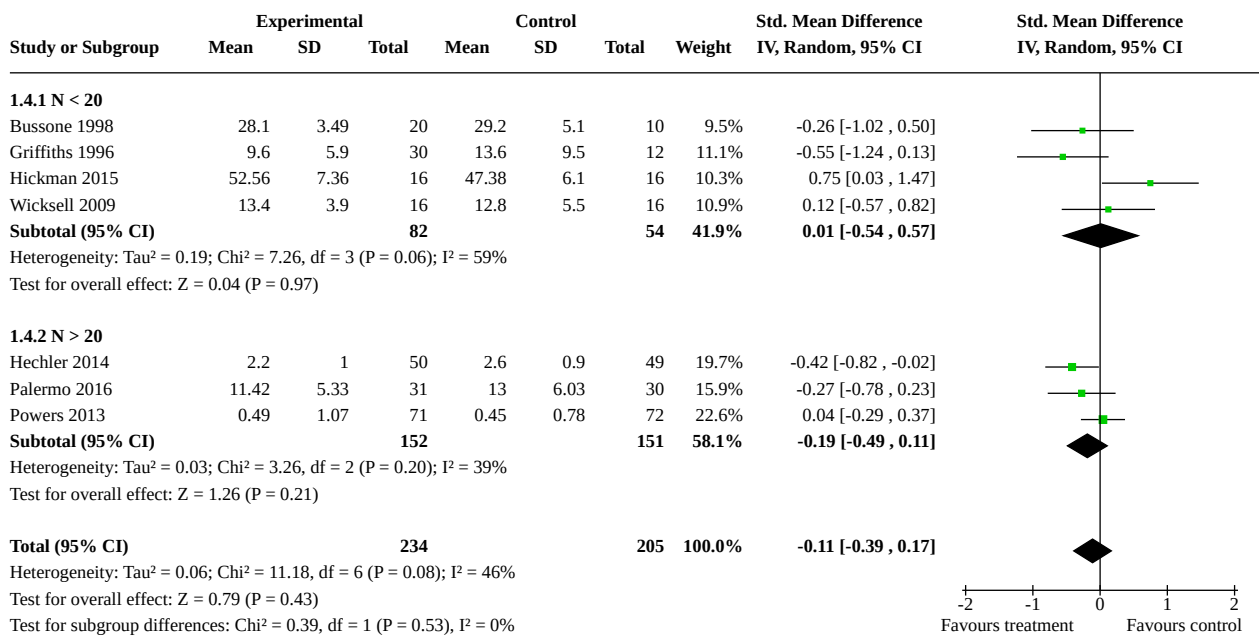 Experimental Control Std. Mean Difference Std. Mean Difference
Study or Subgroup Mean SD Total Mean SD Total Weight IV, Random, 95% CI IV, Random, 95% CI
1.4.1 N < 20
Bussone 1998 28.1 3.49 20 29.2 5.1 10 9.5% -0.26 [-1.02 , 0.50]
Griffiths 1996 9.6 5.9 30 13.6 9.5 12 11.1% -0.55 [-1.24 , 0.13]
Hickman 2015 52.56 7.36 16 47.38 6.1 16 10.3% 0.75 [0.03 , 1.47]
Wicksell 2009 13.4 3.9 16 12.8 5.5 16 10.9% 0.12 [-0.57 , 0.82]
Subtotal (95% CI) 82 54 41.9% 0.01 [-0.54 , 0.57]
Heterogeneity: Tau² = 0.19; Chi² = 7.26, df = 3 (P = 0.06); I² = 59%
Test for overall effect: Z = 0.04 (P = 0.97)
1.4.2 N > 20
Hechler 2014 2.2 1 50 2.6 0.9 49 19.7% -0.42 [-0.82 , -0.02]
Palermo 2016 11.42 5.33 31 13 6.03 30 15.9% -0.27 [-0.78 , 0.23]
Powers 2013 0.49 1.07 71 0.45 0.78 72 22.6% 0.04 [-0.29 , 0.37]
Subtotal (95% CI) 152 151 58.1% -0.19 [-0.49 , 0.11]
Heterogeneity: Tau² = 0.03; Chi² = 3.26, df = 2 (P = 0.20); I² = 39%
Test for overall effect: Z = 1.26 (P = 0.21)
Total (95% CI) 234 205 100.0% -0.11 [-0.39 , 0.17]
Heterogeneity: Tau² = 0.06; Chi² = 11.18, df = 6 (P = 0.08); I² = 46%
Test for overall effect: Z = 0.79 (P = 0.43)
-2 -1 0 1 2
Test for subgroup differences: Chi² = 0.39, df = 1 (P = 0.53), I² = 0%
Favours treatment Favours control